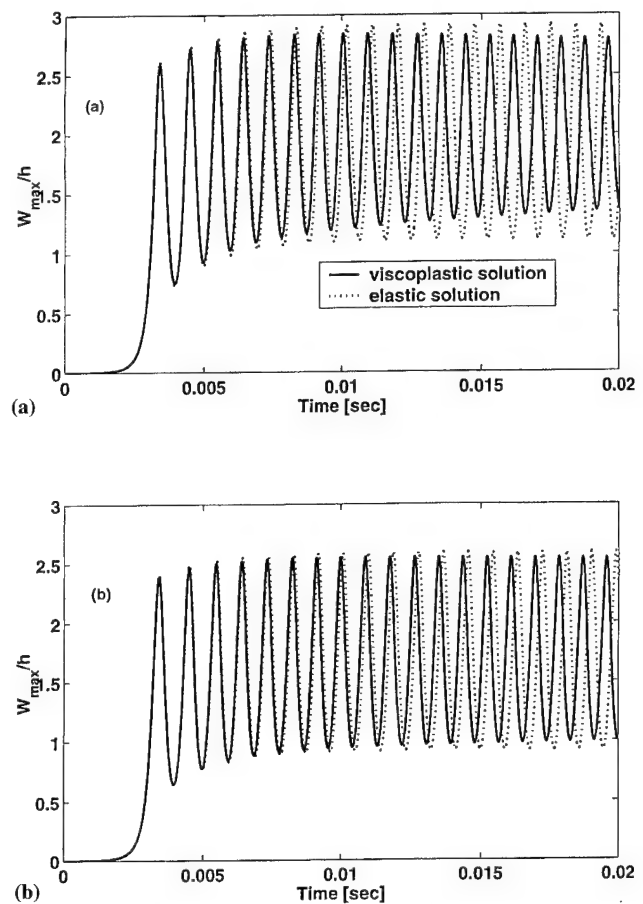 3
2.5
(a)
2
W_max/h
1.5
1
viscoplastic solution
elastic solution
0.5
0
0 0.005 0.01 0.015 0.02
(a)
Time [sec]
3
2.5
(b)
2
W_max/h
1.5
1
0.5
0
0 0.005 0.01 0.015 0.02
(b)
Time [sec]